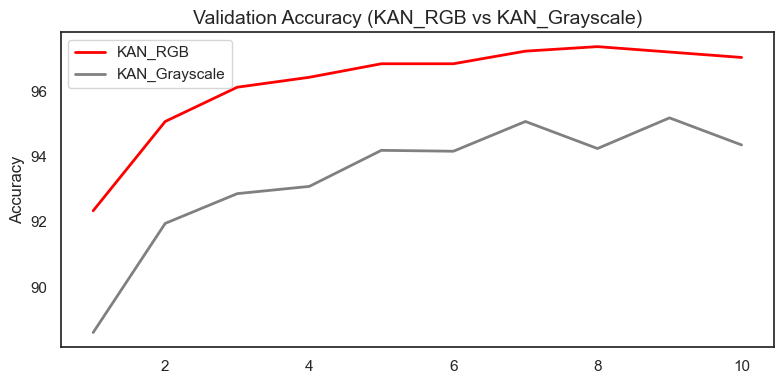 Validation Accuracy (KAN_RGB vs KAN_Grayscale)
KAN_RGB
KAN_Grayscale
Accuracy
96
94
92
90
2 4 6 8 10